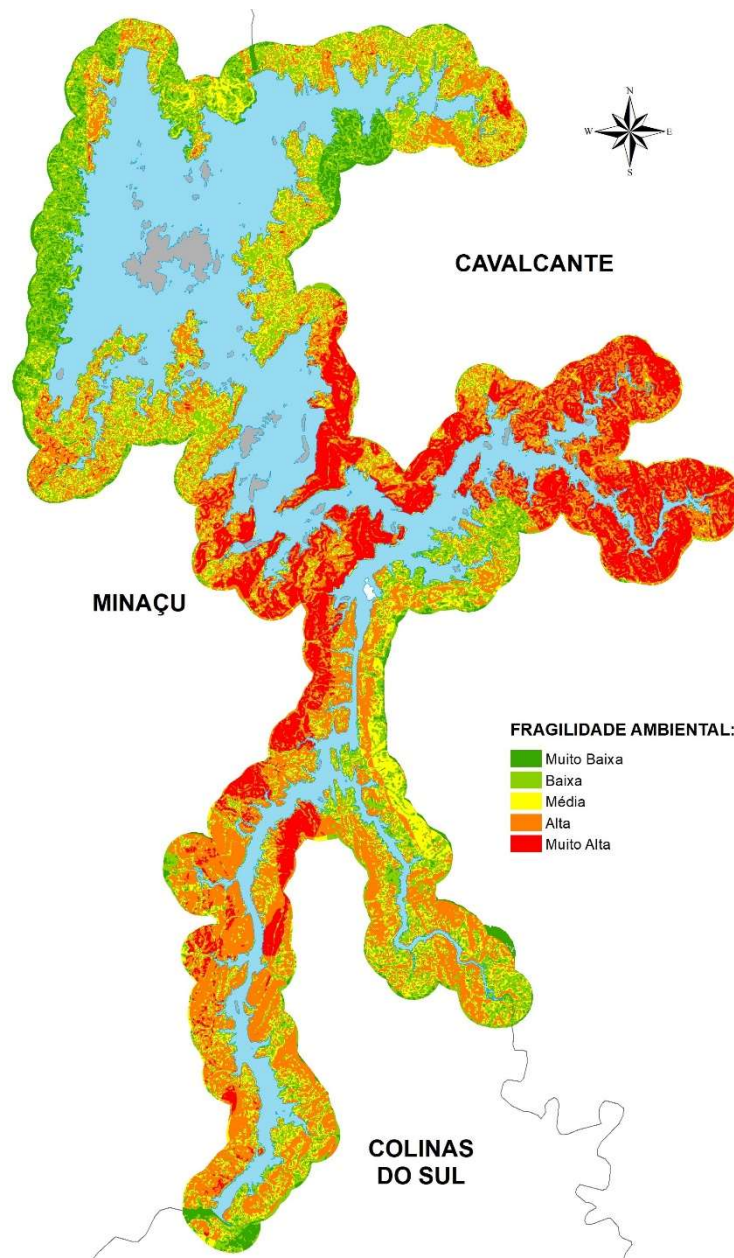 N
W
E
S
CAVALCANTE
MINAÇU
FRAGILIDADE AMBIENTAL:
Muito Baixa
Baixa
Média
Alta
Muito Alta
COLINAS
DO SUL